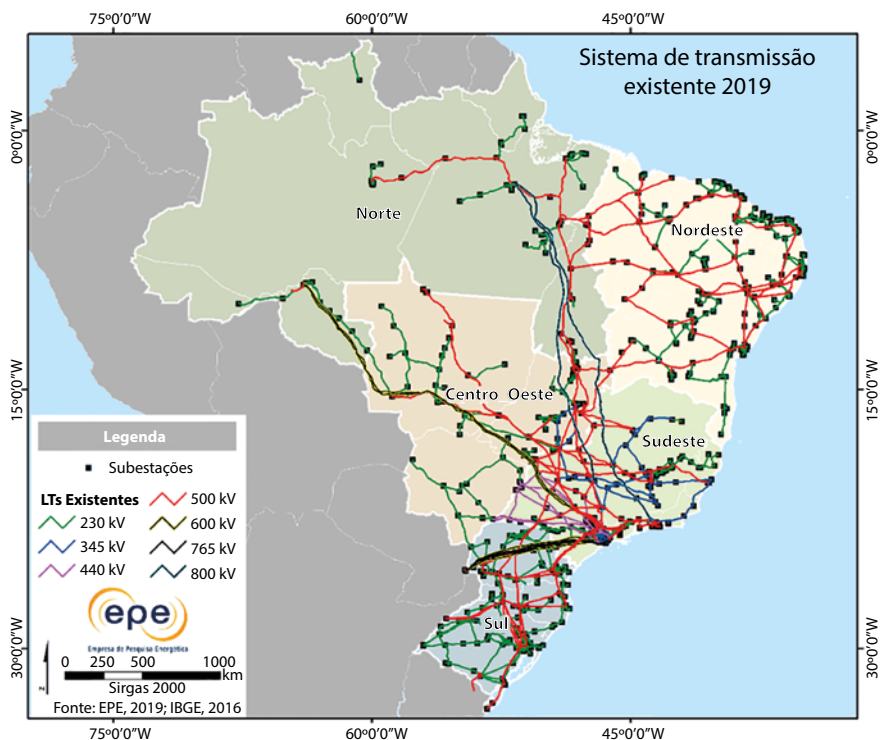 75º0'0"W 60º0'0"W 45º0'0"W
Sistema de transmissão
existente 2019
0º0'0"W
0º0'0"W
Norte
Nordeste
15º0'0"W
15º0'0"W
Centro_Oeste
Sudeste
Sul
30º0'0"W
30º0'0"W
Legenda
Subestações
LTs Existentes
230 kV
345 kV
440 kV
500 kV
600 kV
765 kV
800 kV
epe
Empresa de Pesquisa Energética
0 250 500 1000
km
Sirgas 2000
Fonte: EPE, 2019; IBGE, 2016
z
75º0'0"W 60º0'0"W 45º0'0"W